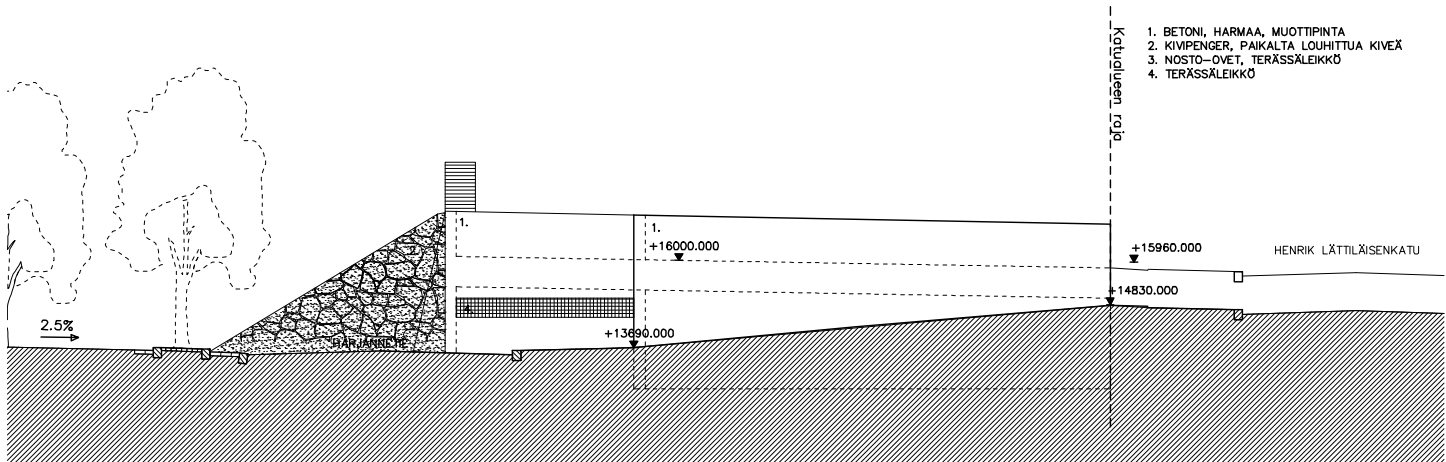 1. BETONI, HARMAA, MUOTTIPINTA
2. KIVIPENGER, PAIKALTA LOUHITTUA KIVEÄ
3. NOSTO-OVET, TERÄSSÄLEIKKÖ
4. TERÄSSÄLEIKKÖ
Katualueen raja
1.
1.
+16000.000
+15960.000
HENRIK LÄTTILÄISENKATU
+14830.000
4.
2.5%
+13690.000
HARJANNETIE